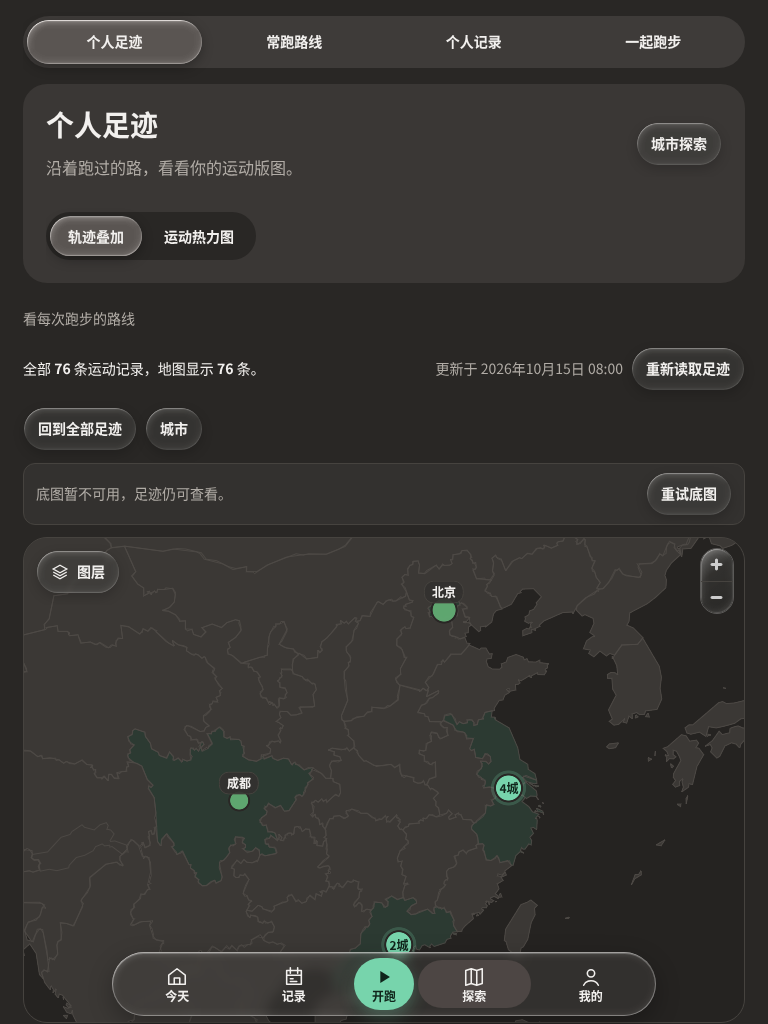 个人足迹 常跑路线 个人记录 一起跑步
个人足迹
城市探索
沿着跑过的路，看看你的运动版图。
轨迹叠加 运动热力图
看每次跑步的路线
全部 76 条运动记录，地图显示 76 条。 更新于 2026年10月15日 08:00 重新读取足迹
回到全部足迹 城市
底图暂不可用，足迹仍可查看。 重试底图
图层
+
−
北京
成都
4城
2城
今天 记录 开跑 探索 我的